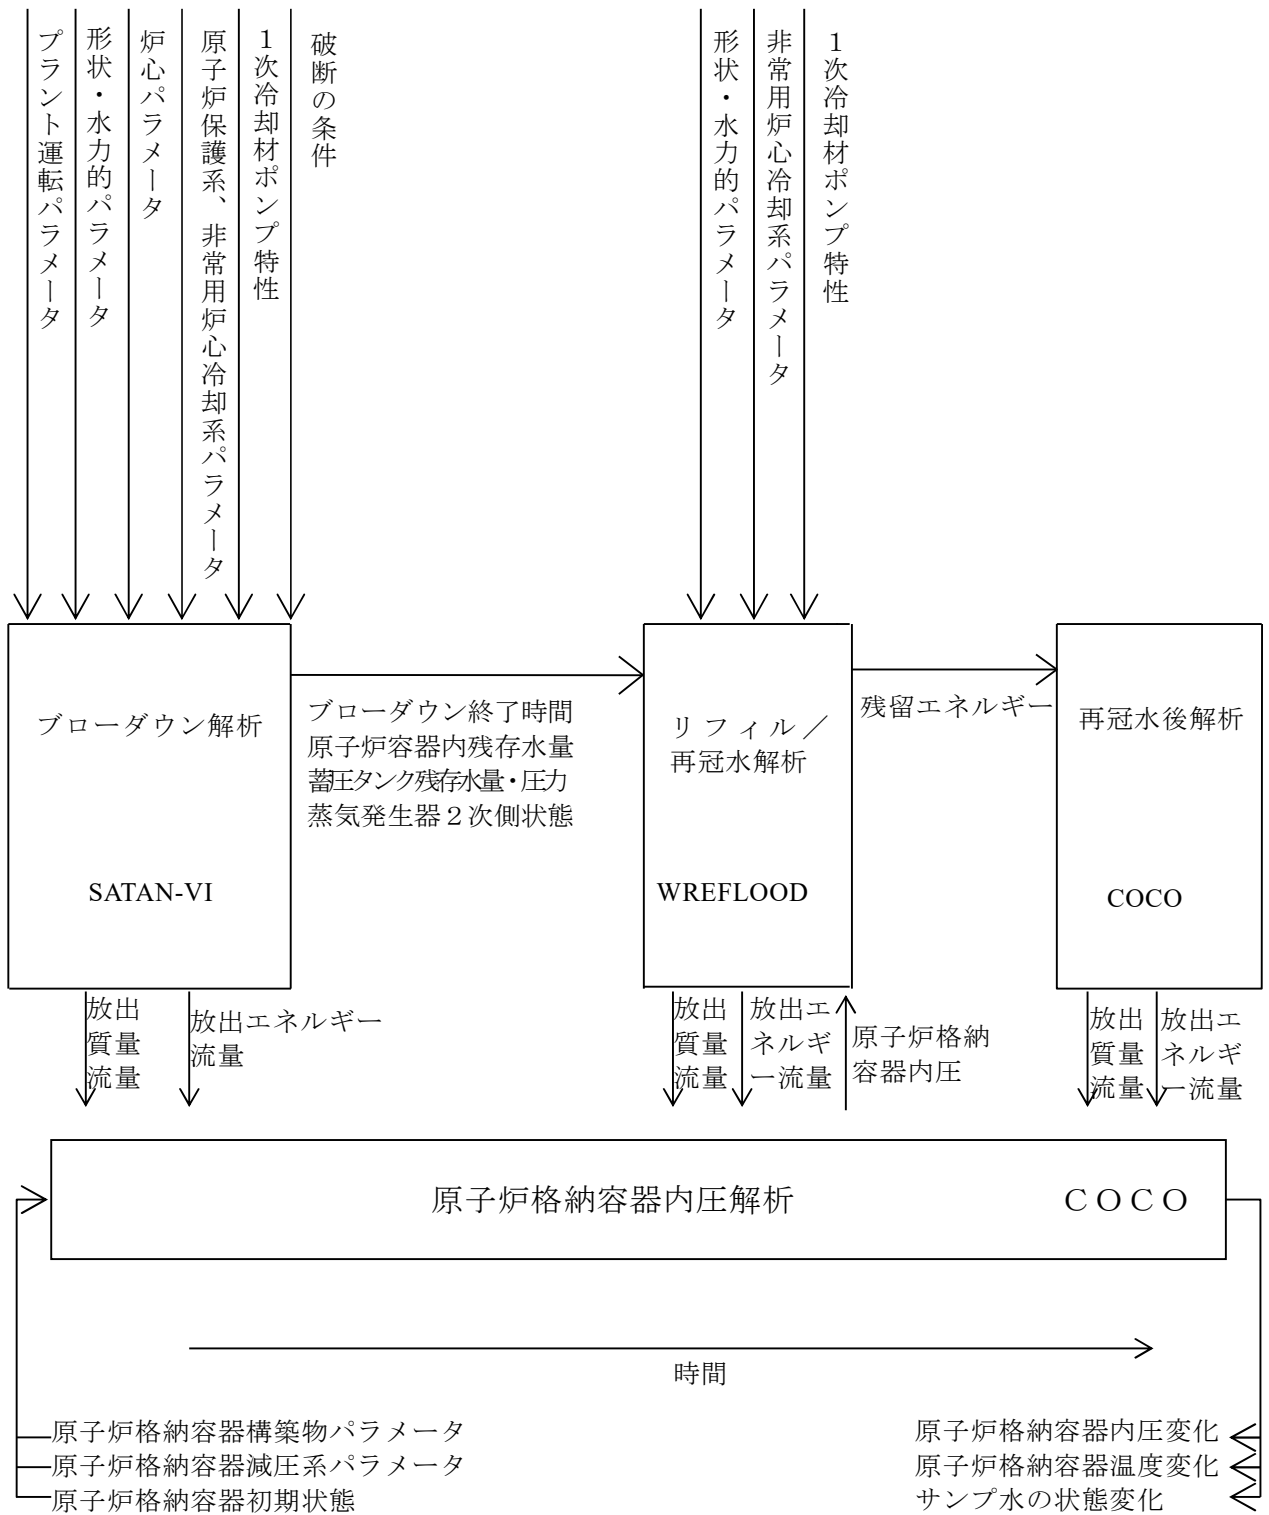 プラント運転パラメータ
形状・水力的パラメータ
炉心パラメータ
原子炉保護系、非常用炉心冷却系パラメータ
１次冷却材ポンプ特性
破断の条件
形状・水力的パラメータ
非常用炉心冷却系パラメータ
１次冷却材ポンプ特性
ブローダウン解析
SATAN-VI
ブローダウン終了時間
原子炉容器内残存水量
蓄圧タンク残存水量・圧力
蒸気発生器２次側状態
リフィル／
再冠水解析
WREFLOOD
残留エネルギー
再冠水後解析
COCO
放出
質量
流量
放出エネルギー
流量
放出
質量
流量
放出エ
ネルギ
ー流量
原子炉格納
容器内圧
放出
質量
流量
放出エ
ネルギ
ー流量
原子炉格納容器内圧解析
ＣＯＣＯ
時間
原子炉格納容器構築物パラメータ
原子炉格納容器減圧系パラメータ
原子炉格納容器初期状態
原子炉格納容器内圧変化
原子炉格納容器温度変化
サンプ水の状態変化